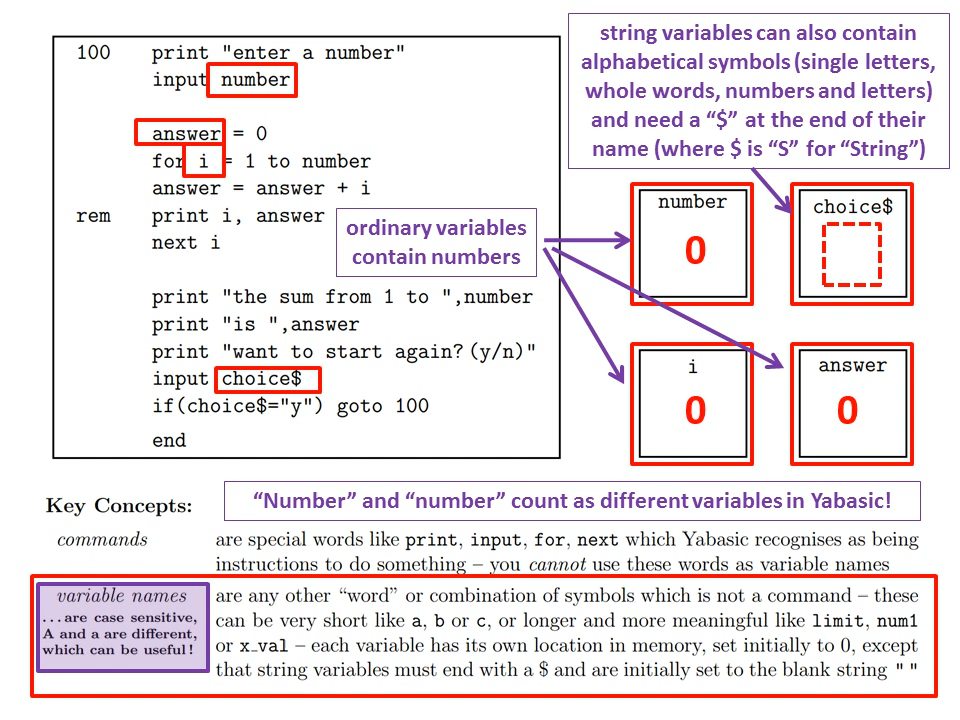 100 print "enter a number"
input number
answer = 0
for i = 1 to number
answer = answer + i
rem print i, answer
next i
print "the sum from 1 to ",number
print "is ",answer
print "want to start again? (y/n)"
input choice$
if(choice$="y") goto 100
end
string variables can also contain
alphabetical symbols (single letters,
whole words, numbers and letters)
and need a “$” at the end of their
name (where $ is “S” for “String”)
ordinary variables
contain numbers
number
0
choice$
i
0
answer
0
“Number” and “number” count as different variables in Yabasic!
Key Concepts:
commands are special words like print, input, for, next which Yabasic recognises as being
instructions to do something – you cannot use these words as variable names
variable names are any other “word” or combination of symbols which is not a command – these
...are case sensitive, can be very short like a, b or c, or longer and more meaningful like limit, num1
A and a are different, or x_val – each variable has its own location in memory, set initially to 0, except
which can be useful! that string variables must end with a $ and are initially set to the blank string " "